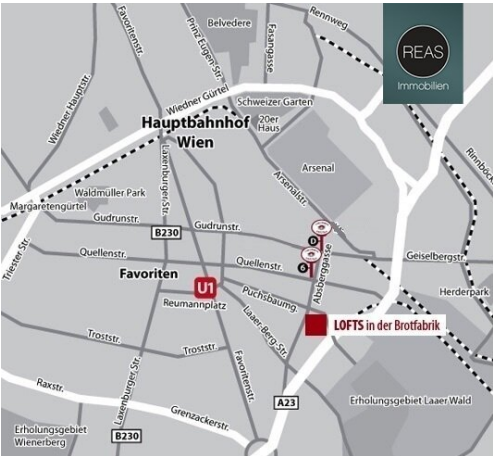 Rennweg
Favoritenstr.
Prinz Eugen-Str.
Belvedere
Fasangasse
REAS
Immobilien
Wiedner Hauptstr.
Wiedner Gürtel
Schweizer Garten
Hauptbahnhof
Wien
20er
Haus
Arsenal
Rinnböck
Laxenburger Str.
Arsenalstr.
Waldmüller Park
Margaretengürtel
Gudrunstr.
B230
Gudrunstr.
D
Triester Str.
Quellenstr.
Quellenstr.
6
Absberggasse
Geiselbergstr.
Favoriten
U1
Reumannplatz
Puchsbaumg.
Herderpark
LOFTS in der Brotfabrik
Laaer-Berg-Str.
Troststr.
Troststr.
Favoritenstr.
Raxstr.
Laxenburger Str.
Grenzackerstr.
A23
Erholungsgebiet Laaer Wald
Erholungsgebiet
Wienerberg
B230